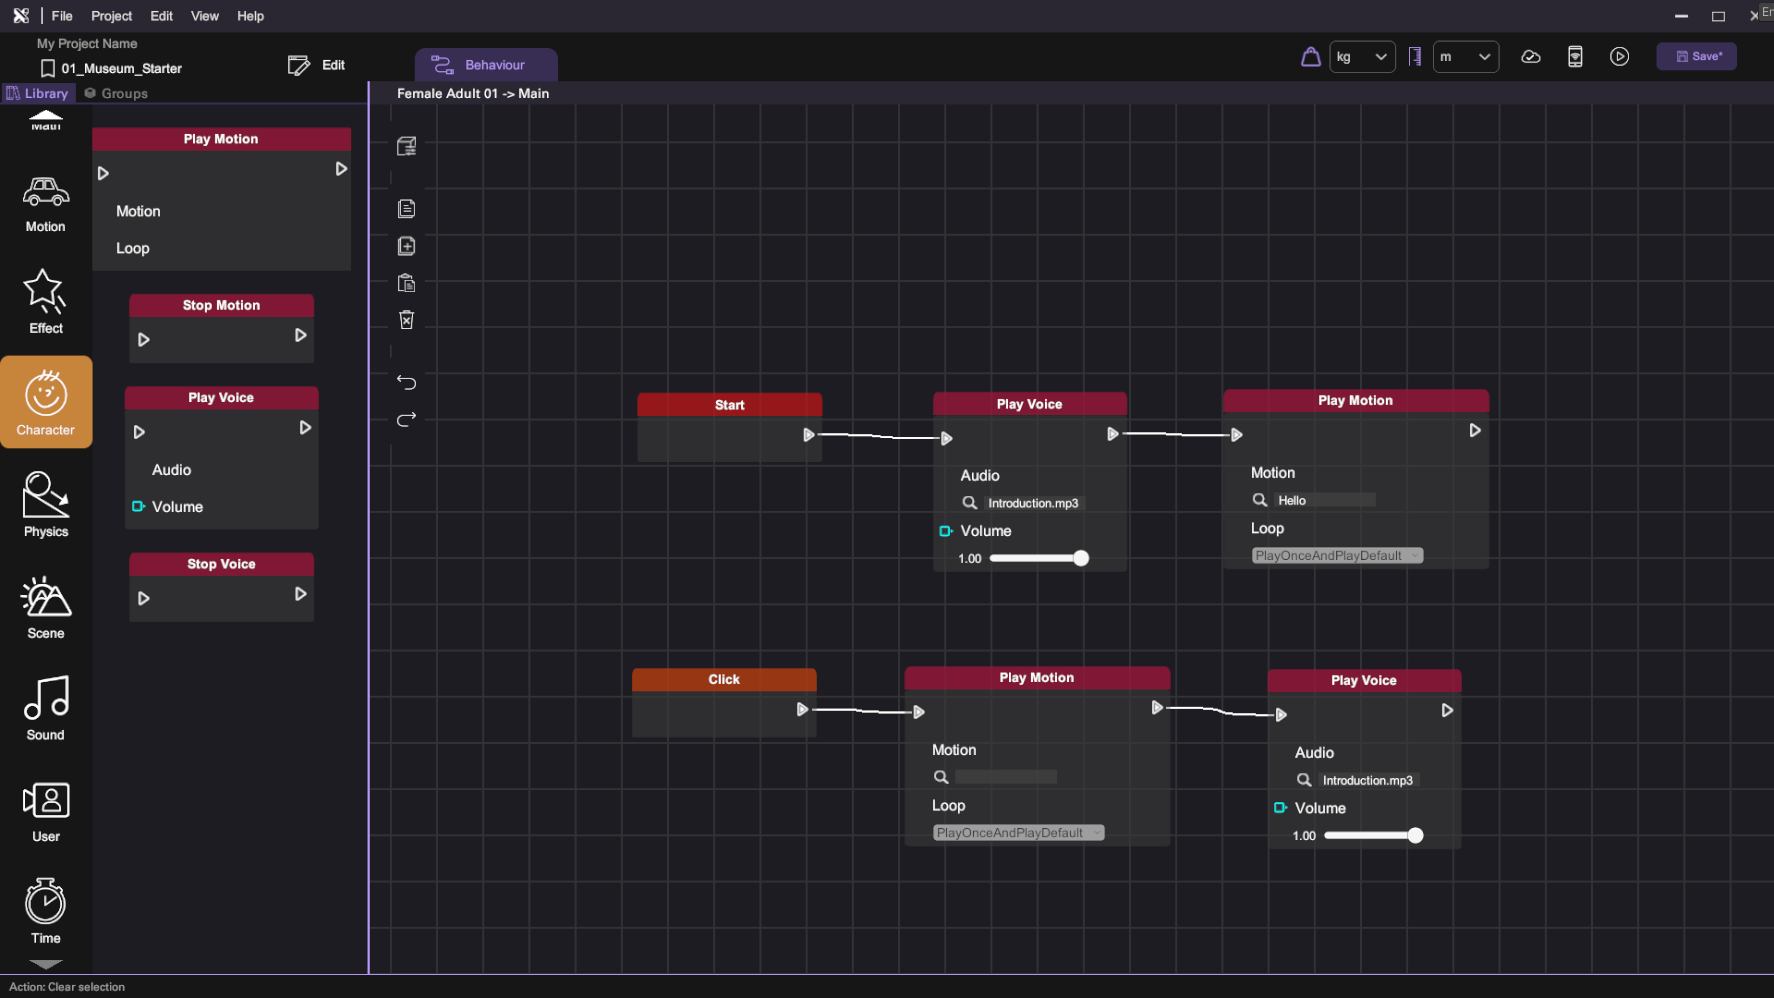 File Project Edit View Help
En
My Project Name
01_Museum_Starter
Edit
Behaviour
kg
m
Save*
Library
Groups
Female Adult 01 -> Main
Math
Motion
Effect
Character
Physics
Scene
Sound
User
Time
Play Motion
Motion
Loop
Stop Motion
Play Voice
Audio
Volume
Stop Voice
Start
Play Voice
Audio
Introduction.mp3
Volume
1.00
Play Motion
Motion
Hello
Loop
PlayOnceAndPlayDefault
Click
Play Motion
Motion
Loop
PlayOnceAndPlayDefault
Play Voice
Audio
Introduction.mp3
Volume
1.00
Action: Clear selection